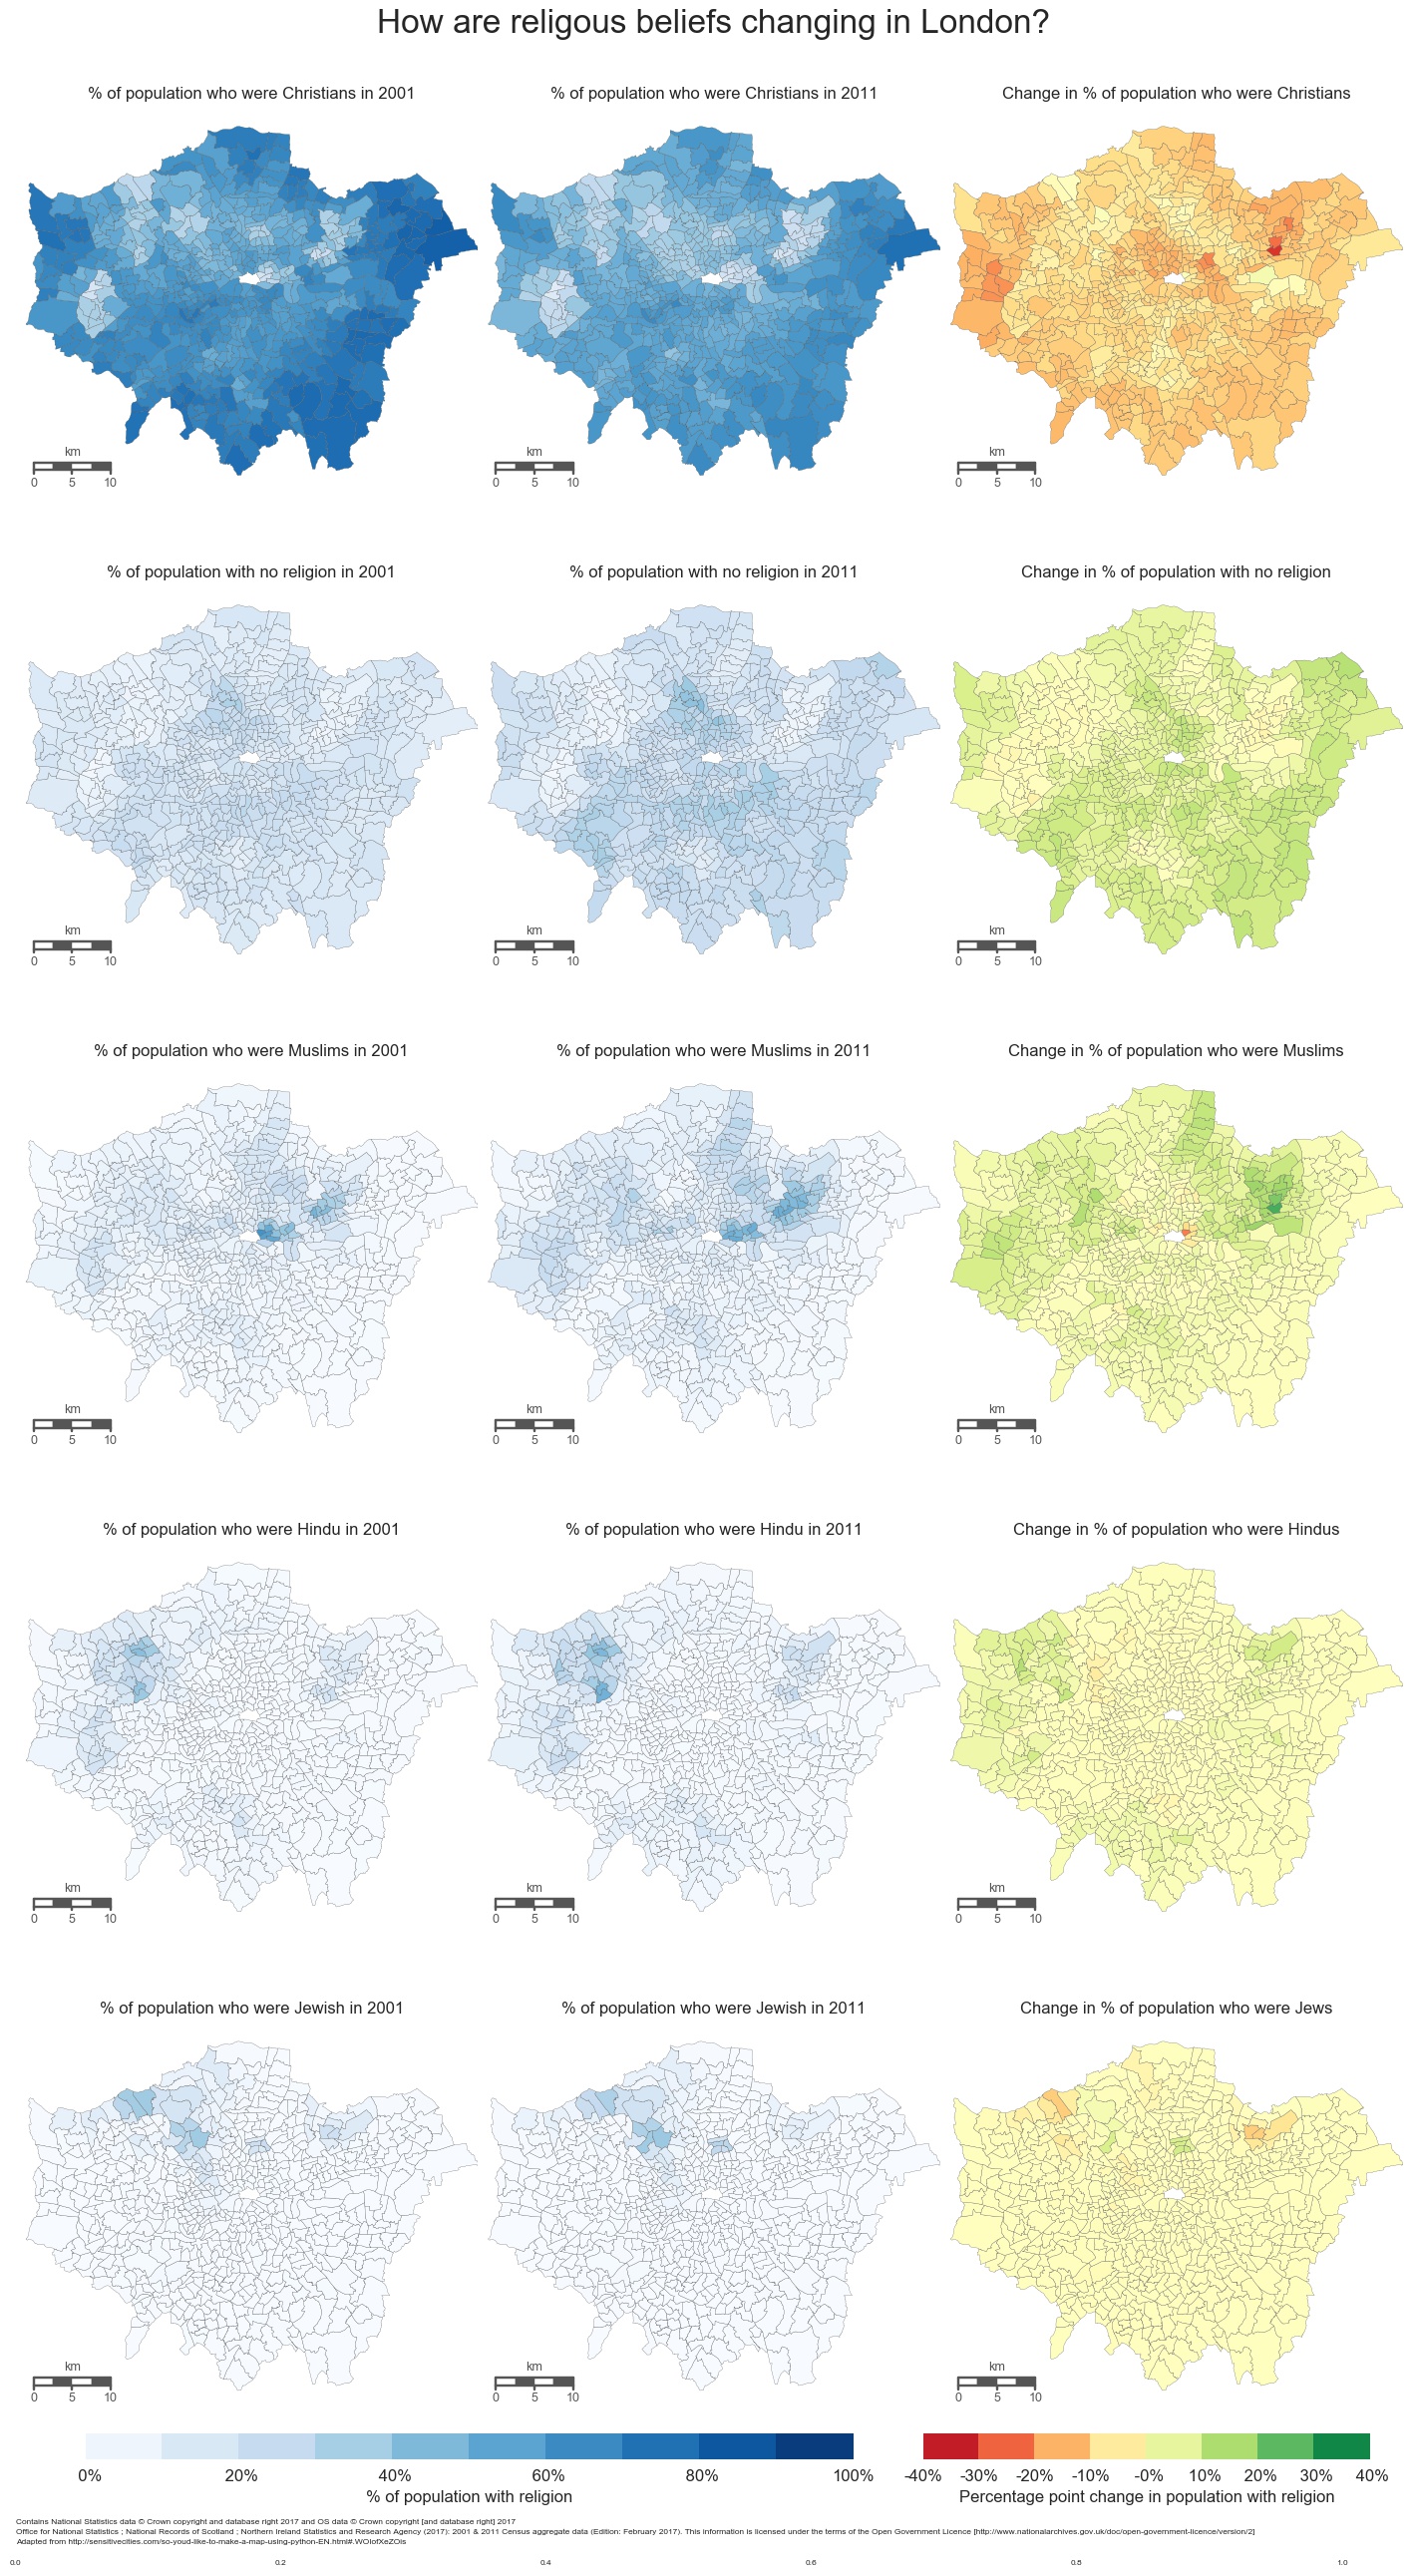 How are religous beliefs changing in London?
% of population who were Christians in 2001
% of population who were Christians in 2011
Change in % of population who were Christians
km
0 5 10
km
0 5 10
km
0 5 10
% of population with no religion in 2001
% of population with no religion in 2011
Change in % of population with no religion
km
0 5 10
km
0 5 10
km
0 5 10
% of population who were Muslims in 2001
% of population who were Muslims in 2011
Change in % of population who were Muslims
km
0 5 10
km
0 5 10
km
0 5 10
% of population who were Hindu in 2001
% of population who were Hindu in 2011
Change in % of population who were Hindus
km
0 5 10
km
0 5 10
km
0 5 10
% of population who were Jewish in 2001
% of population who were Jewish in 2011
Change in % of population who were Jews
km
0 5 10
km
0 5 10
km
0 5 10
0% 20% 40% 60% 80% 100%
% of population with religion
-40% -30% -20% -10% -0% 10% 20% 30% 40%
Percentage point change in population with religion
Contains National Statistics data © Crown copyright and database right 2017 and OS data © Crown copyright [and database right] 2017
Office for National Statistics ; National Records of Scotland ; Northern Ireland Statistics and Research Agency (2017): 2001 & 2011 Census aggregate data (Edition: February 2017). This information is licensed under the terms of the Open Government Licence [http://www.nationalarchives.gov.uk/doc/open-government-licence/version/2]
Adapted from http://sensitivecities.com/so-youd-like-to-make-a-map-using-python-EN.html#.WOIofXeZOis
0.0 0.2 0.4 0.6 0.8 1.0